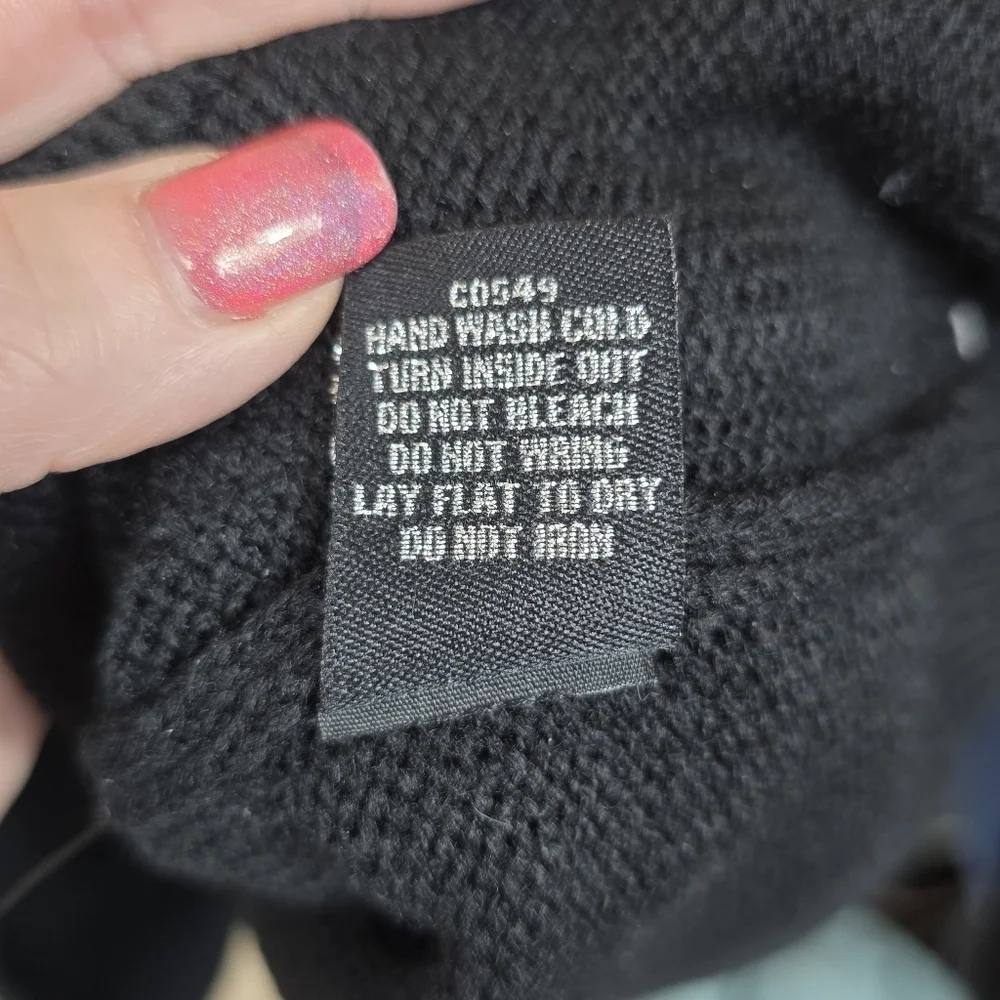 C0549
HAND WASH COLD
TURN INSIDE OUT
DO NOT BLEACH
DO NOT WRING
LAY FLAT TO DRY
DO NOT IRON